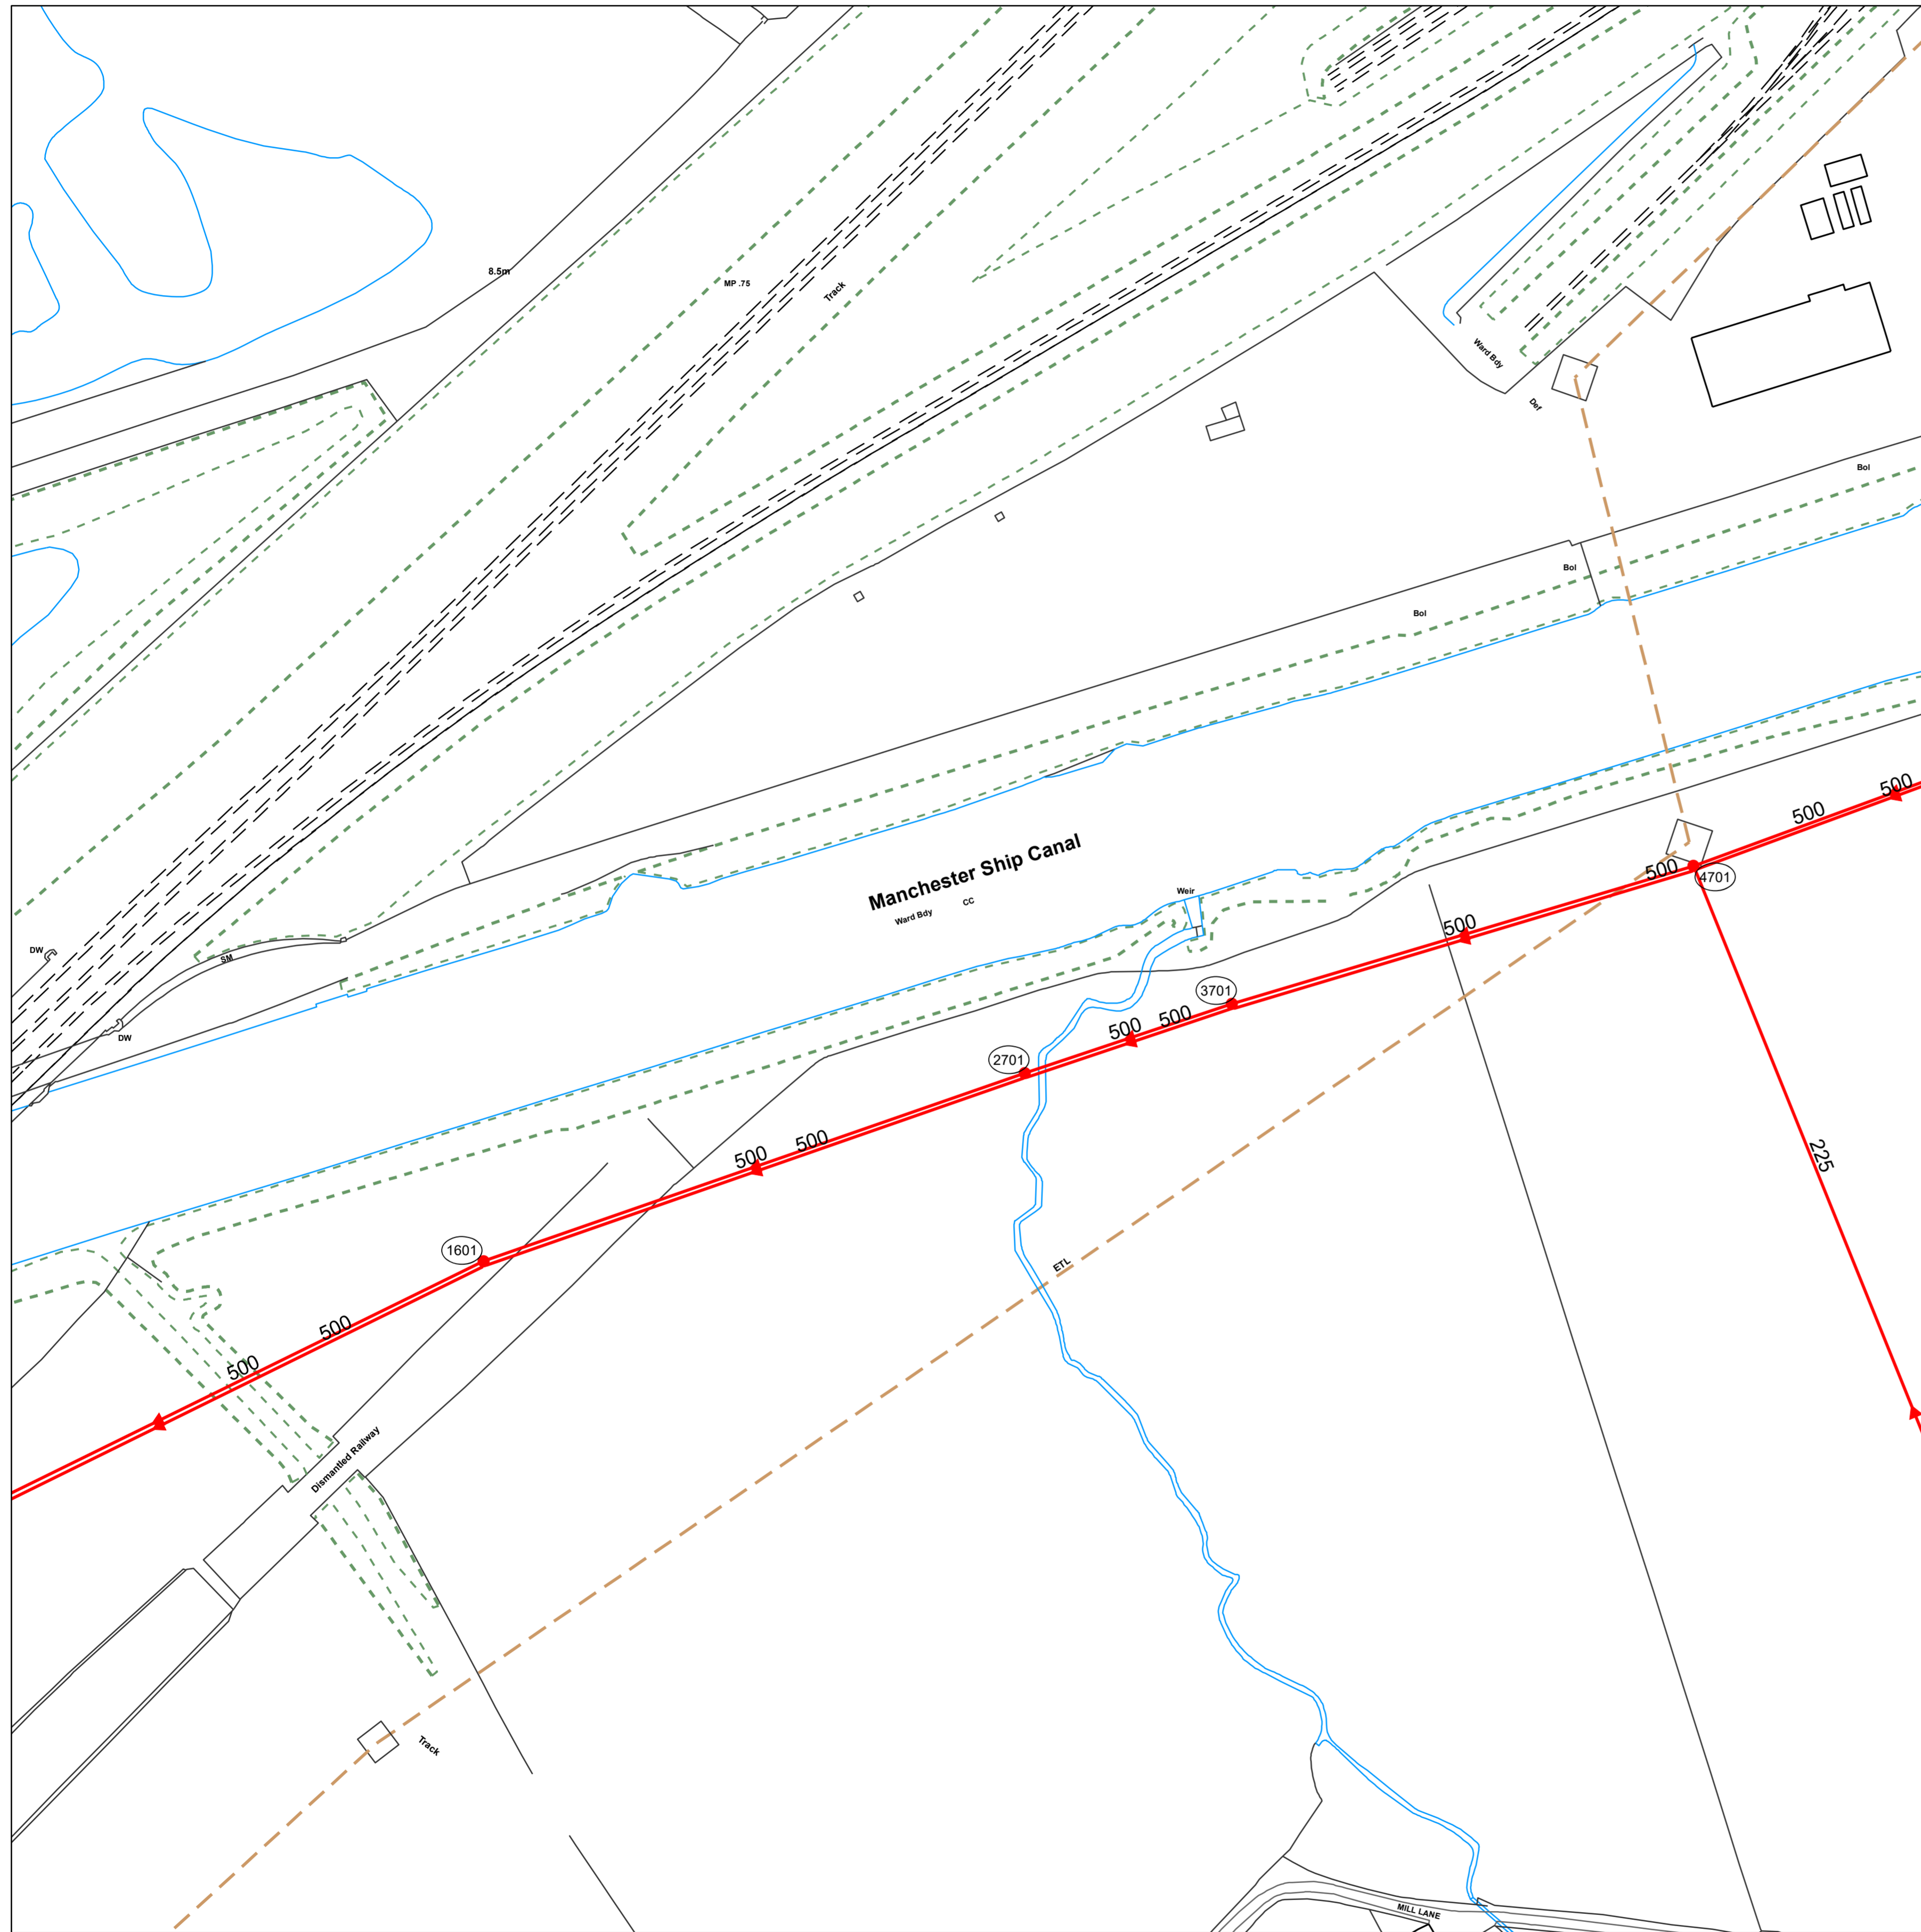 8.5m
MP .75
Track
Ward Bdy
Def
Bol
Bol
Bol
500
500
Manchester Ship Canal
Ward Bdy
CC
Weir
500
4701
500
DW
SM
3701
500
500
DW
2701
500
500
225
1601
ETL
500
500
Dismantled Railway
Track
MILL LANE